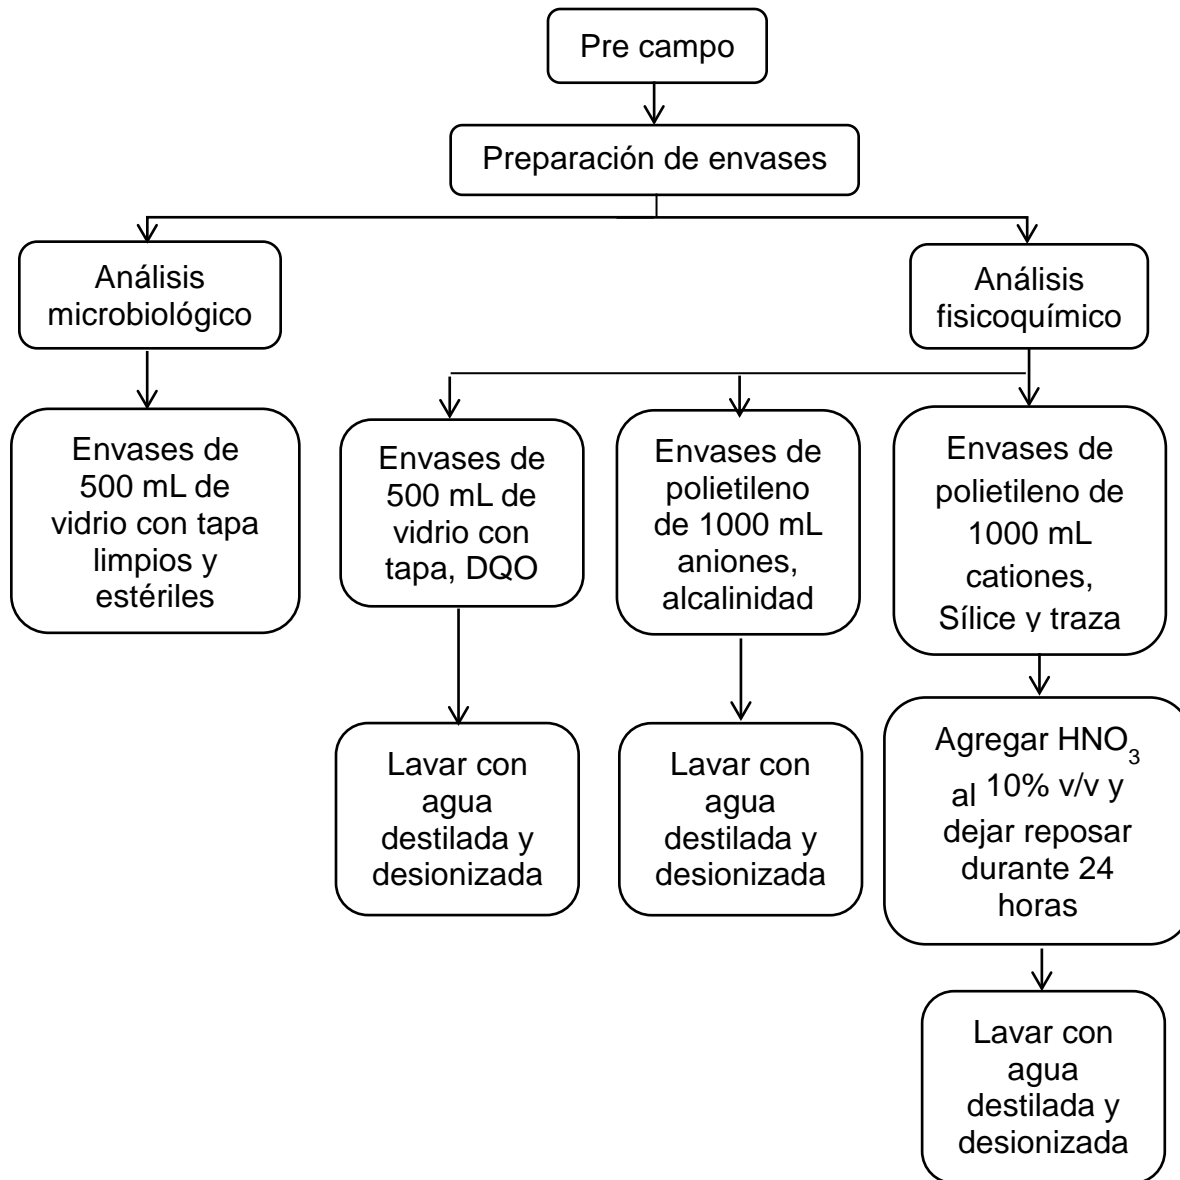 Pre campo
Preparación de envases
Análisis
microbiológico
Análisis
fisicoquímico
Envases de
500 mL de
vidrio con tapa
limpios y
estériles
Envases de
500 mL de
vidrio con
tapa, DQO
Envases de
polietileno
de 1000 mL
aniones,
alcalinidad
Envases de
polietileno de
1000 mL
cationes,
Sílice y traza
Lavar con
agua
destilada y
desionizada
Lavar con
agua
destilada y
desionizada
Agregar HNO₃
al 10% v/v y
dejar reposar
durante 24
horas
Lavar con
agua
destilada y
desionizada